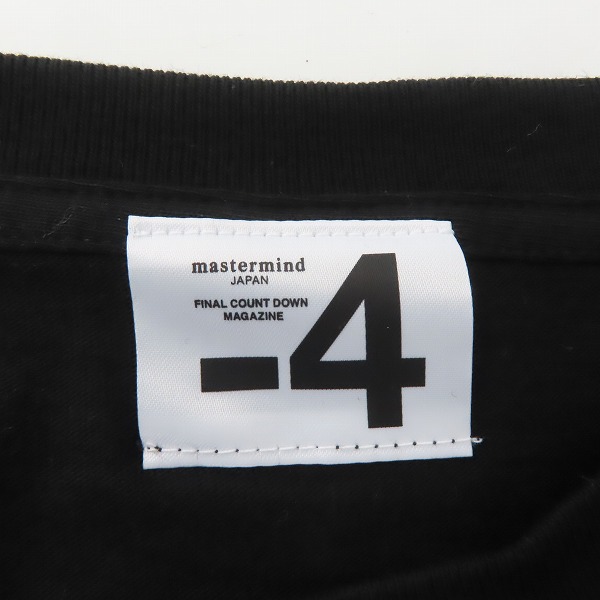 mastermind
JAPAN
FINAL COUNT DOWN
MAGAZINE
-4